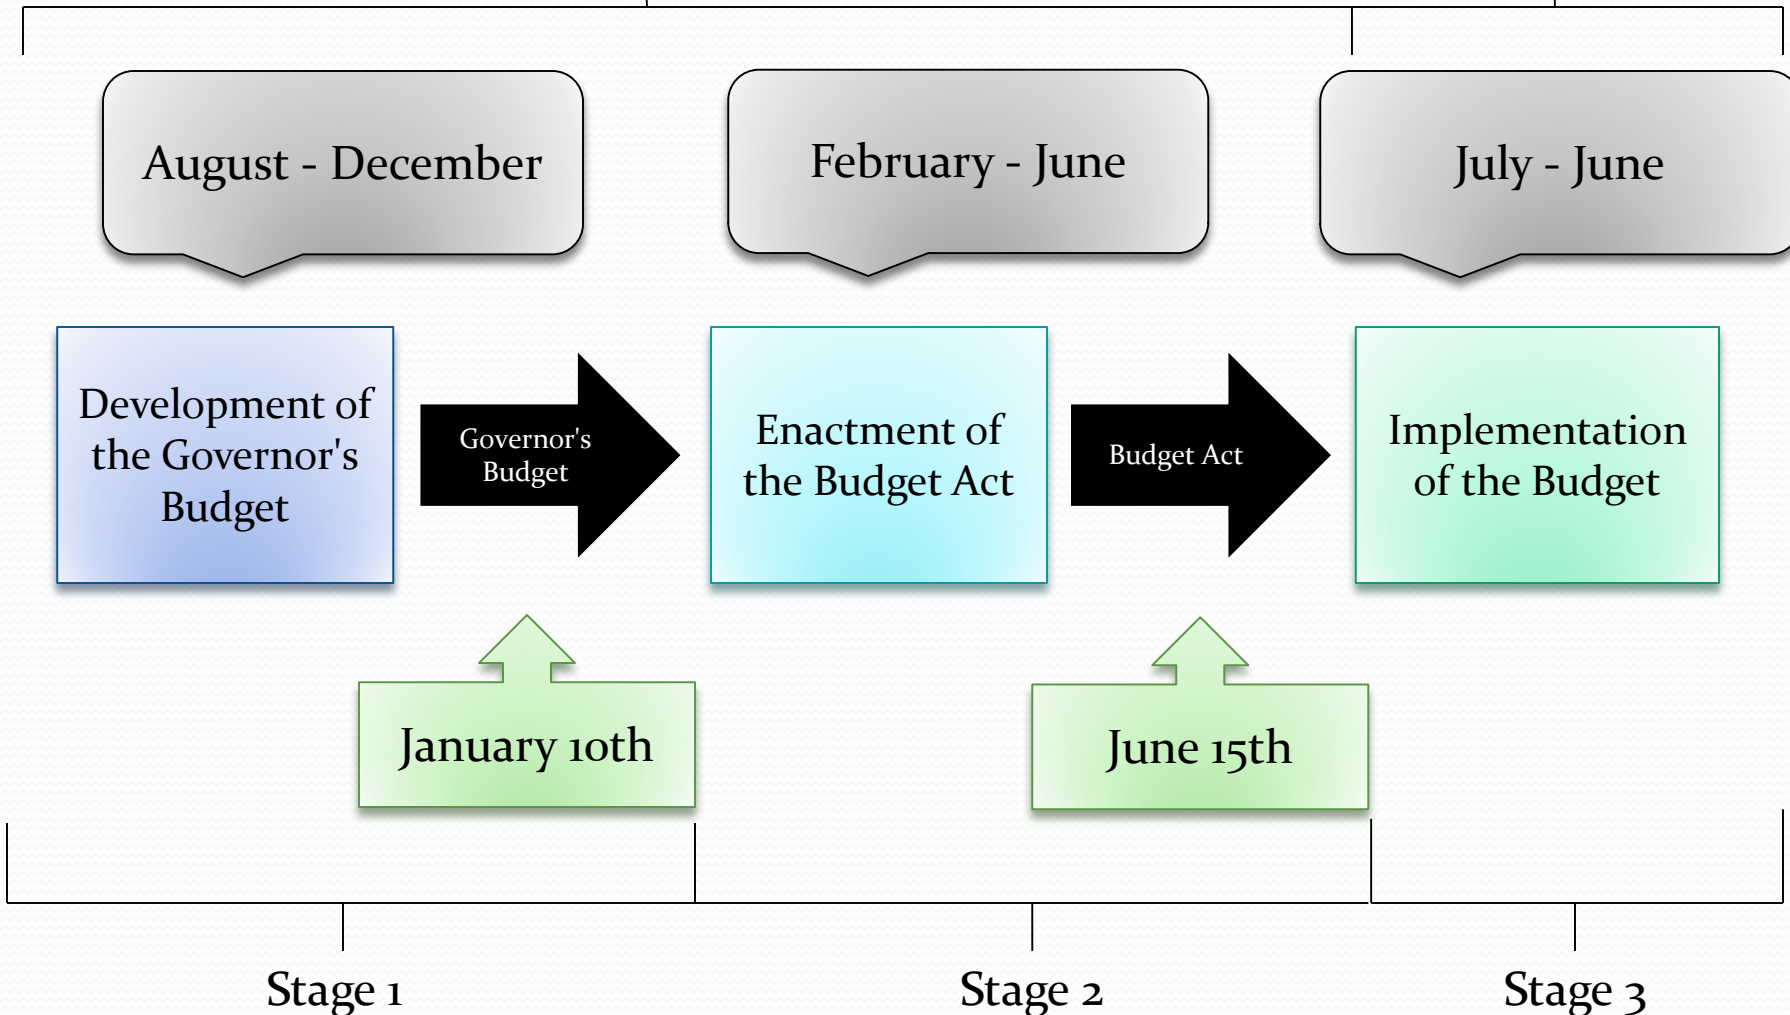 August - December
February - June
July - June
Development of
the Governor's
Budget
Governor's
Budget
Enactment of
the Budget Act
Budget Act
Implementation
of the Budget
January 10th
June 15th
Stage 1
Stage 2
Stage 3